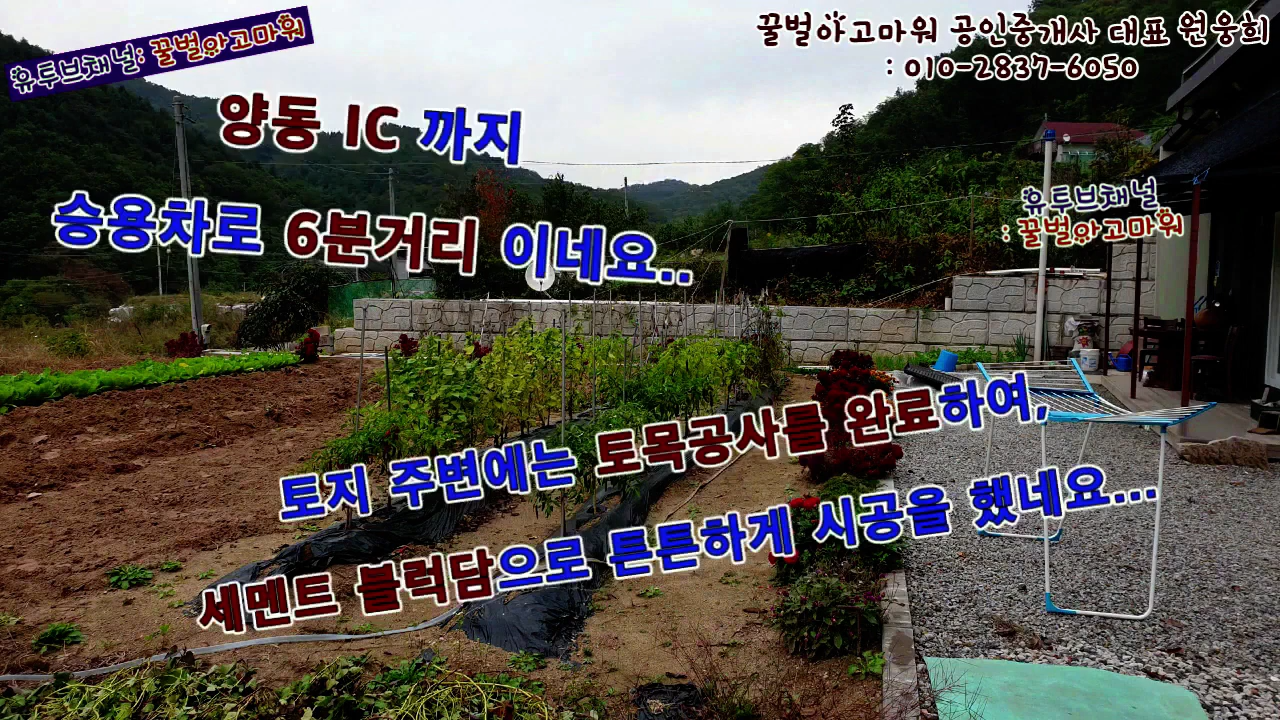 유투브채널: 꿀벌아고마워
꿀벌아고마워 공인중개사 대표 원웅희
: 010-2837-6050
양동 IC 까지
승용차로 6분거리 이네요..
유투브채널
: 꿀벌아고마워
토지 주변에는 토목공사를 완료하여,
세멘트 블럭담으로 튼튼하게 시공을 했네요...